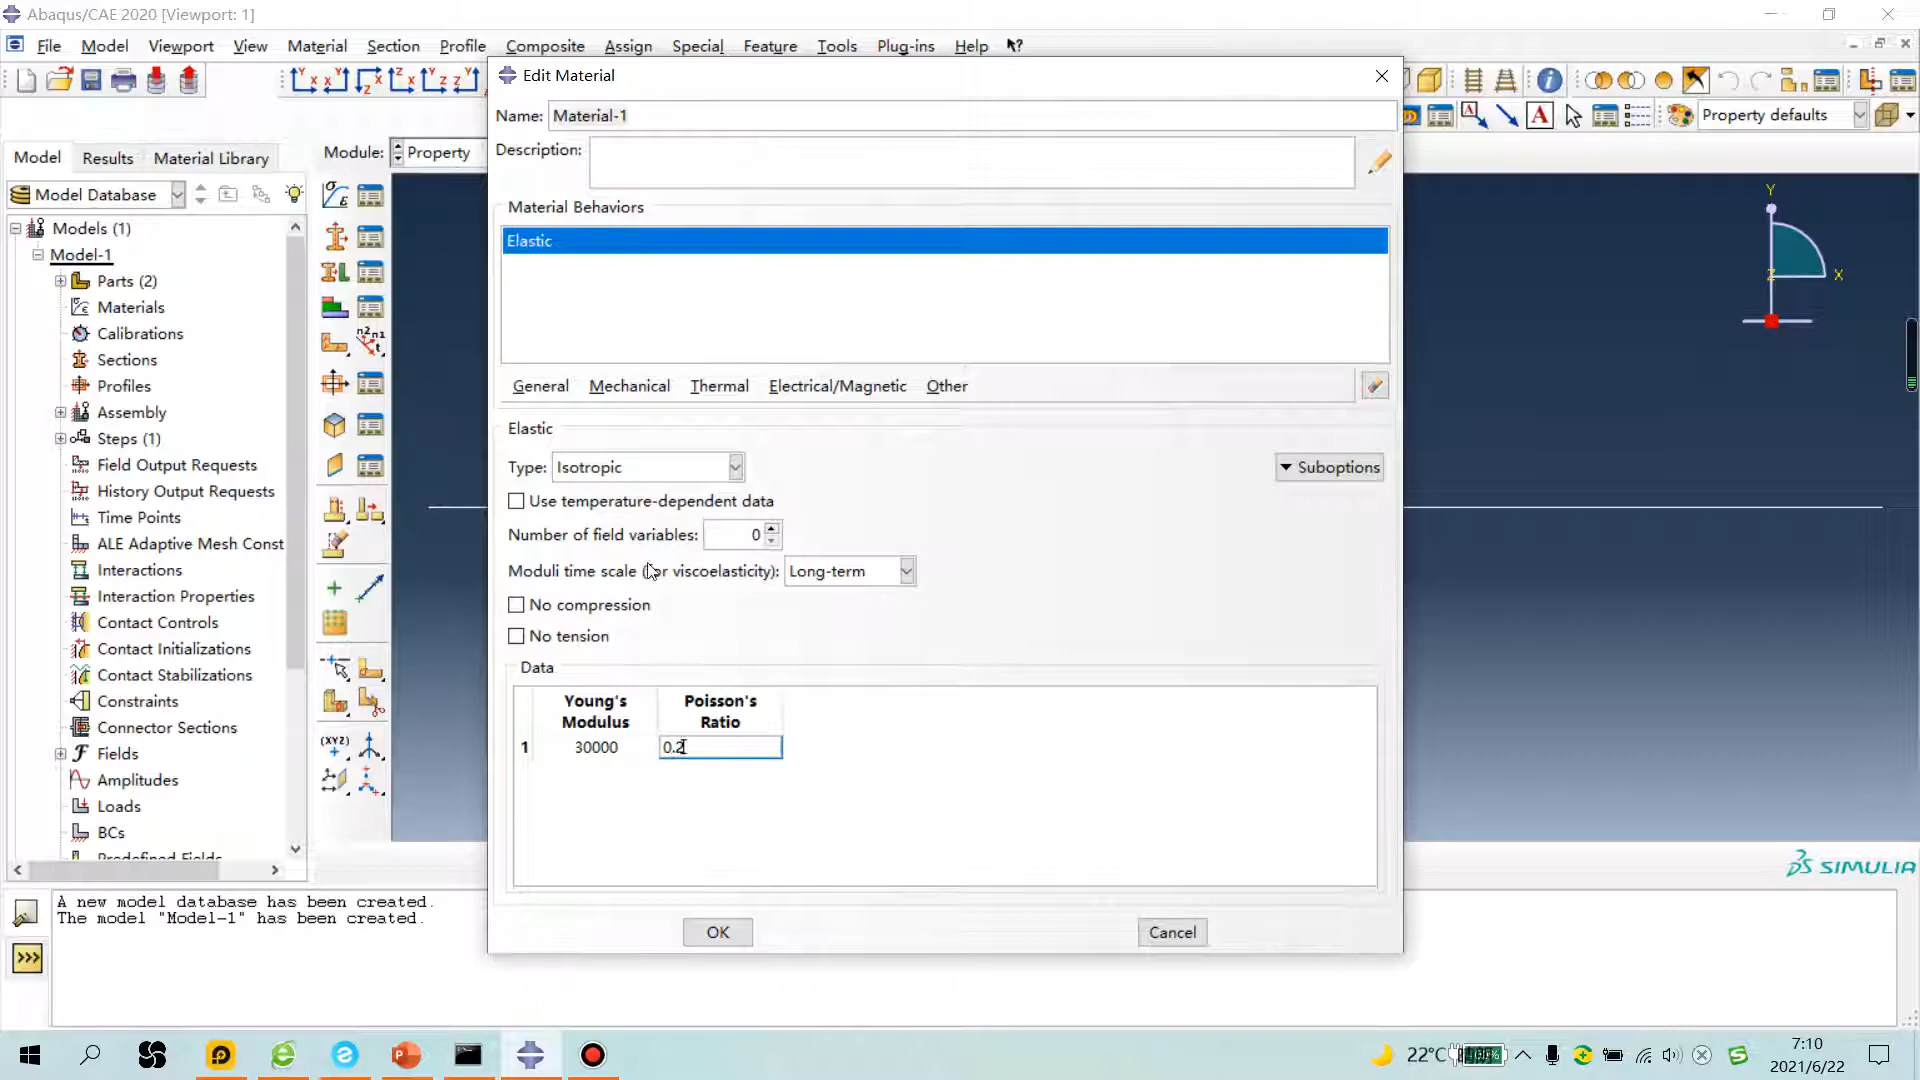 Abaqus/CAE 2020 [Viewport: 1]
File Model Viewport View Material Section Profile Composite Assign Special Feature Tools Plug-ins Help
Property defaults
Model Results Material Library
Module: Property
Model Database
Models (1)
Model-1
Parts (2)
Materials
Calibrations
Sections
Profiles
Assembly
Steps (1)
Field Output Requests
History Output Requests
Time Points
ALE Adaptive Mesh Const
Interactions
Interaction Properties
Contact Controls
Contact Initializations
Contact Stabilizations
Constraints
Connector Sections
Fields
Amplitudes
Loads
BCs
Predefined Fields
Edit Material
Name: Material-1
Description:
Material Behaviors
Elastic
General Mechanical Thermal Electrical/Magnetic Other
Elastic
Type: Isotropic
Suboptions
Use temperature-dependent data
Number of field variables: 0
Moduli time scale (for viscoelasticity): Long-term
No compression
No tension
Data
Young's Modulus
Poisson's Ratio
1 30000 0.2
OK Cancel
Y
X
Z
SIMULIA
A new model database has been created.
The model "Model-1" has been created.
>>>
22°C
7:10
2021/6/22